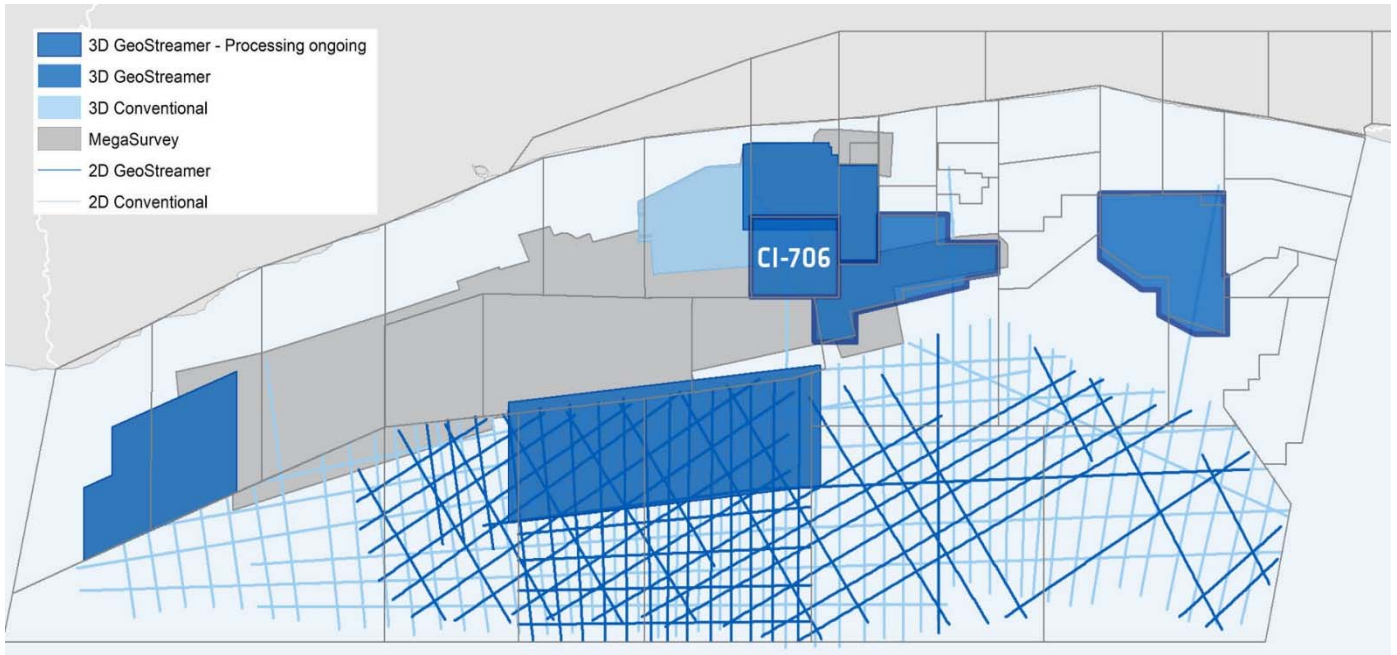 3D GeoStreamer - Processing ongoing
3D GeoStreamer
3D Conventional
MegaSurvey
2D GeoStreamer
2D Conventional
CI-706